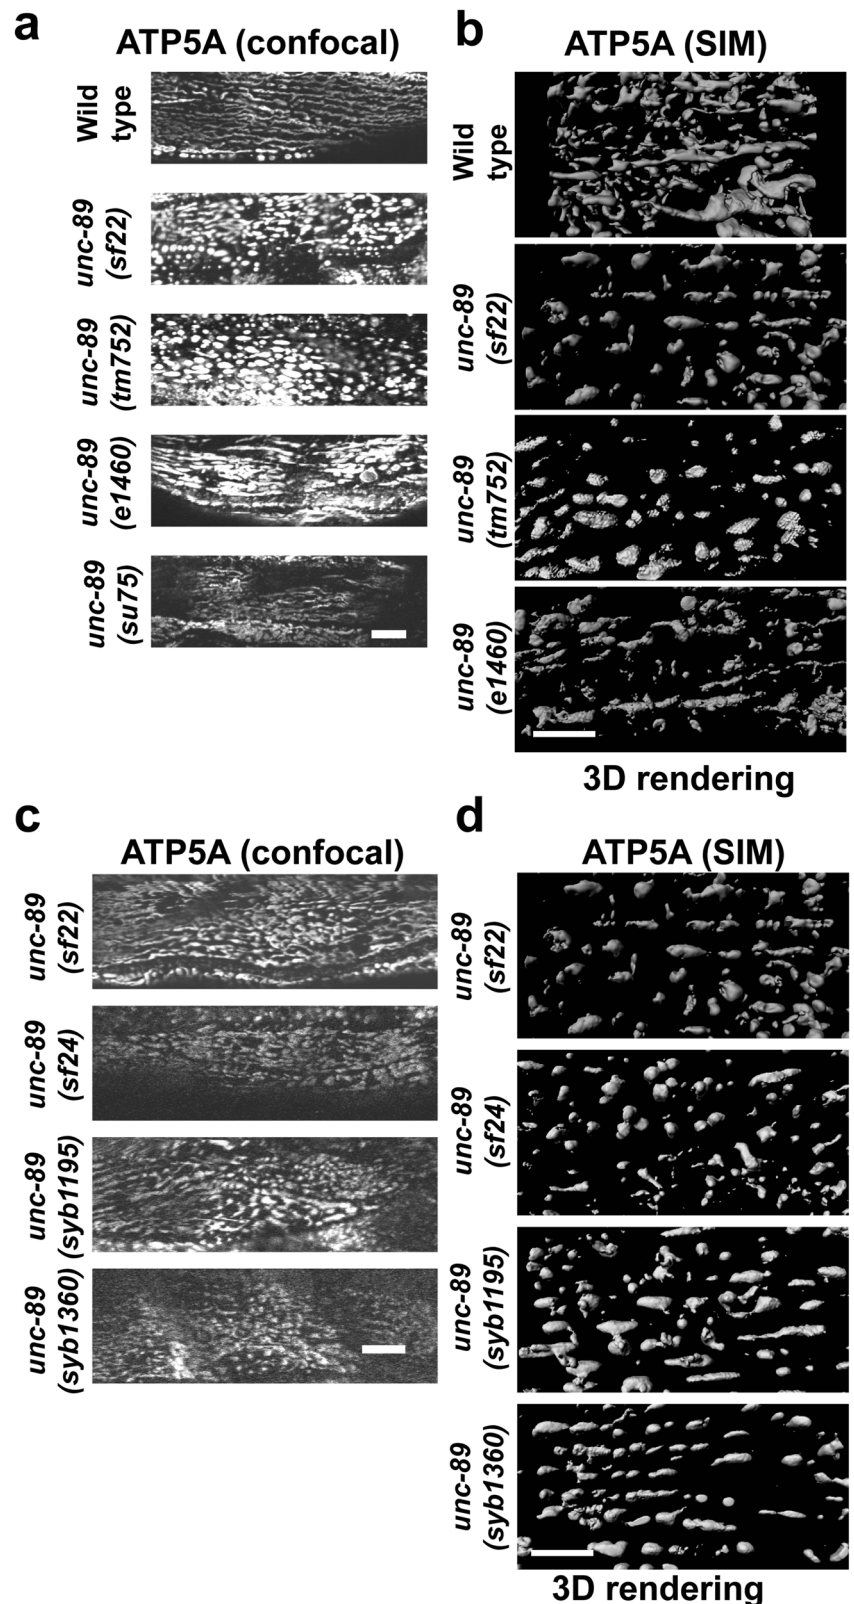 a
ATP5A (confocal)
Wild
type
unc-89
(sf22)
unc-89
(tm752)
unc-89
(e1460)
unc-89
(su75)
b
ATP5A (SIM)
Wild
type
unc-89
(sf22)
unc-89
(tm752)
unc-89
(e1460)
3D rendering
c
ATP5A (confocal)
unc-89
(sf22)
unc-89
(sf24)
unc-89
(syb1195)
unc-89
(syb1360)
d
ATP5A (SIM)
unc-89
(sf22)
unc-89
(sf24)
unc-89
(syb1195)
unc-89
(syb1360)
3D rendering